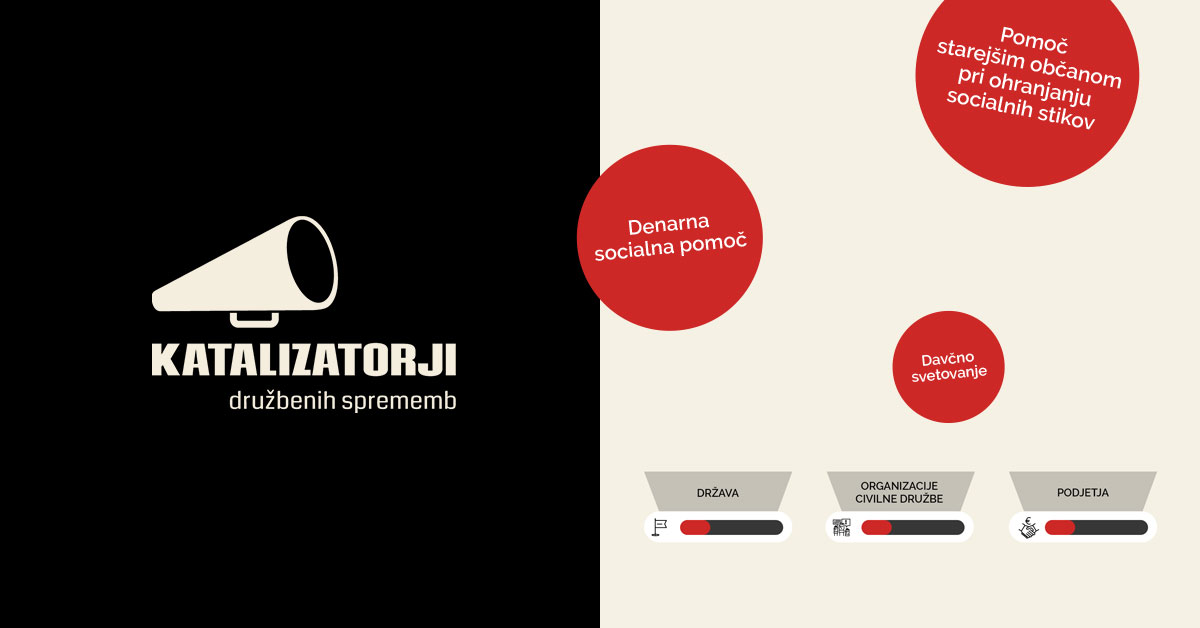 KATALIZATORJI
družbenih sprememb
Pomoč
starejšim občanom
pri ohranjanju
socialnih stikov
Denarna
socialna pomoč
Davčno
svetovanje
DRŽAVA
ORGANIZACIJE
CIVILNE DRUŽBE
PODJETJA
€